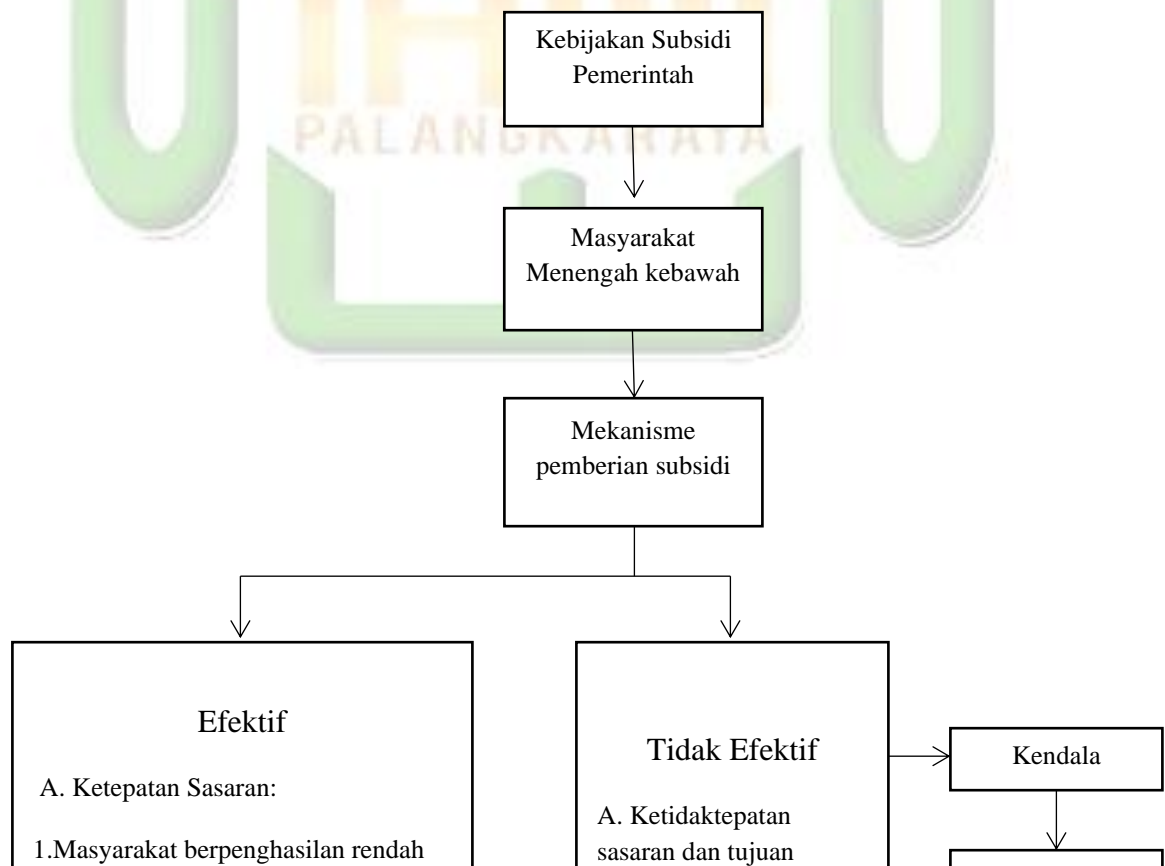 Kebijakan Subsidi
Pemerintah
PALANGKARAYA
Masyarakat
Menengah kebawah
Mekanisme
pemberian subsidi
Efektif
A. Ketepatan Sasaran:
1.Masyarakat berpenghasilan rendah
Tidak Efektif
A. Ketidaktepatan
sasaran dan tujuan
Kendala